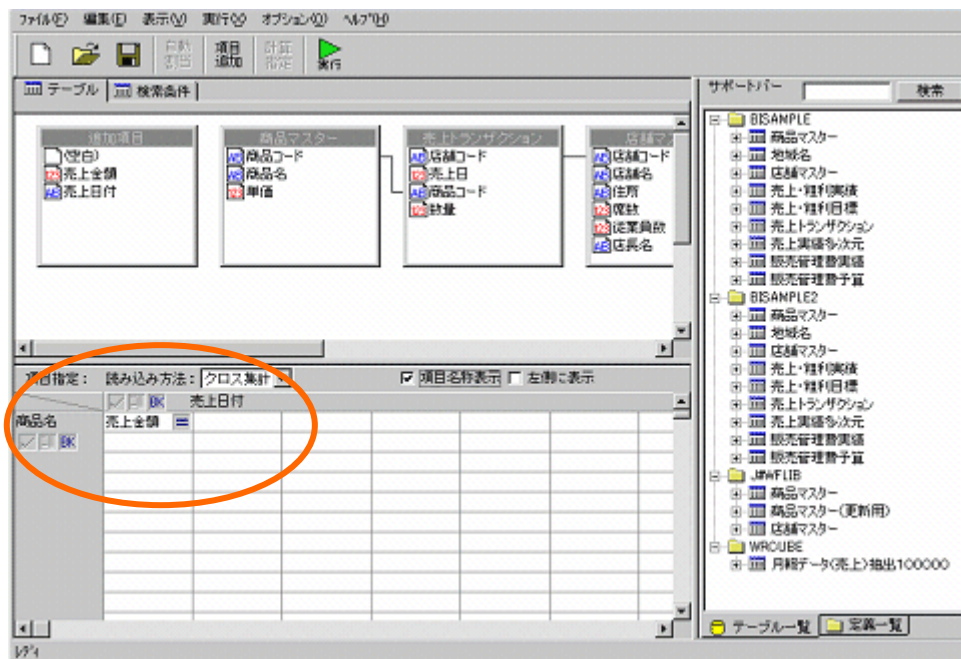 ファイル(F) 編集(E) 表示(V) 実行(X) オプション(O) ヘルプ(H)
自動割当 項目追加 計算指定 実行
テーブル 検索条件
追加項目
(空白)
売上金額
売上日付
商品マスター
商品コード
商品名
単価
売上トランザクション
店舗コード
売上日
商品コード
数量
店舗マス
店舗コード
店舗名
住所
席数
従業員数
店長名
項目指定： 読み込み方法： クロス集計 項目名称表示 左側に表示
BK 売上日付
商品名 売上金額
BK
サポートバー 検索
BISAMPLE
商品マスター
地域名
店舗マスター
売上・粗利実績
売上・粗利目標
売上トランザクション
売上実績多次元
販売管理費実績
販売管理費予算
BISAMPLE2
商品マスター
地域名
店舗マスター
売上・粗利実績
売上・粗利目標
売上トランザクション
売上実績多次元
販売管理費実績
販売管理費予算
J#WFLIB
商品マスター
商品マスター(更新用)
店舗マスター
WRCUBE
月報データ(売上)抽出100000
テーブル一覧 定義一覧
レディ